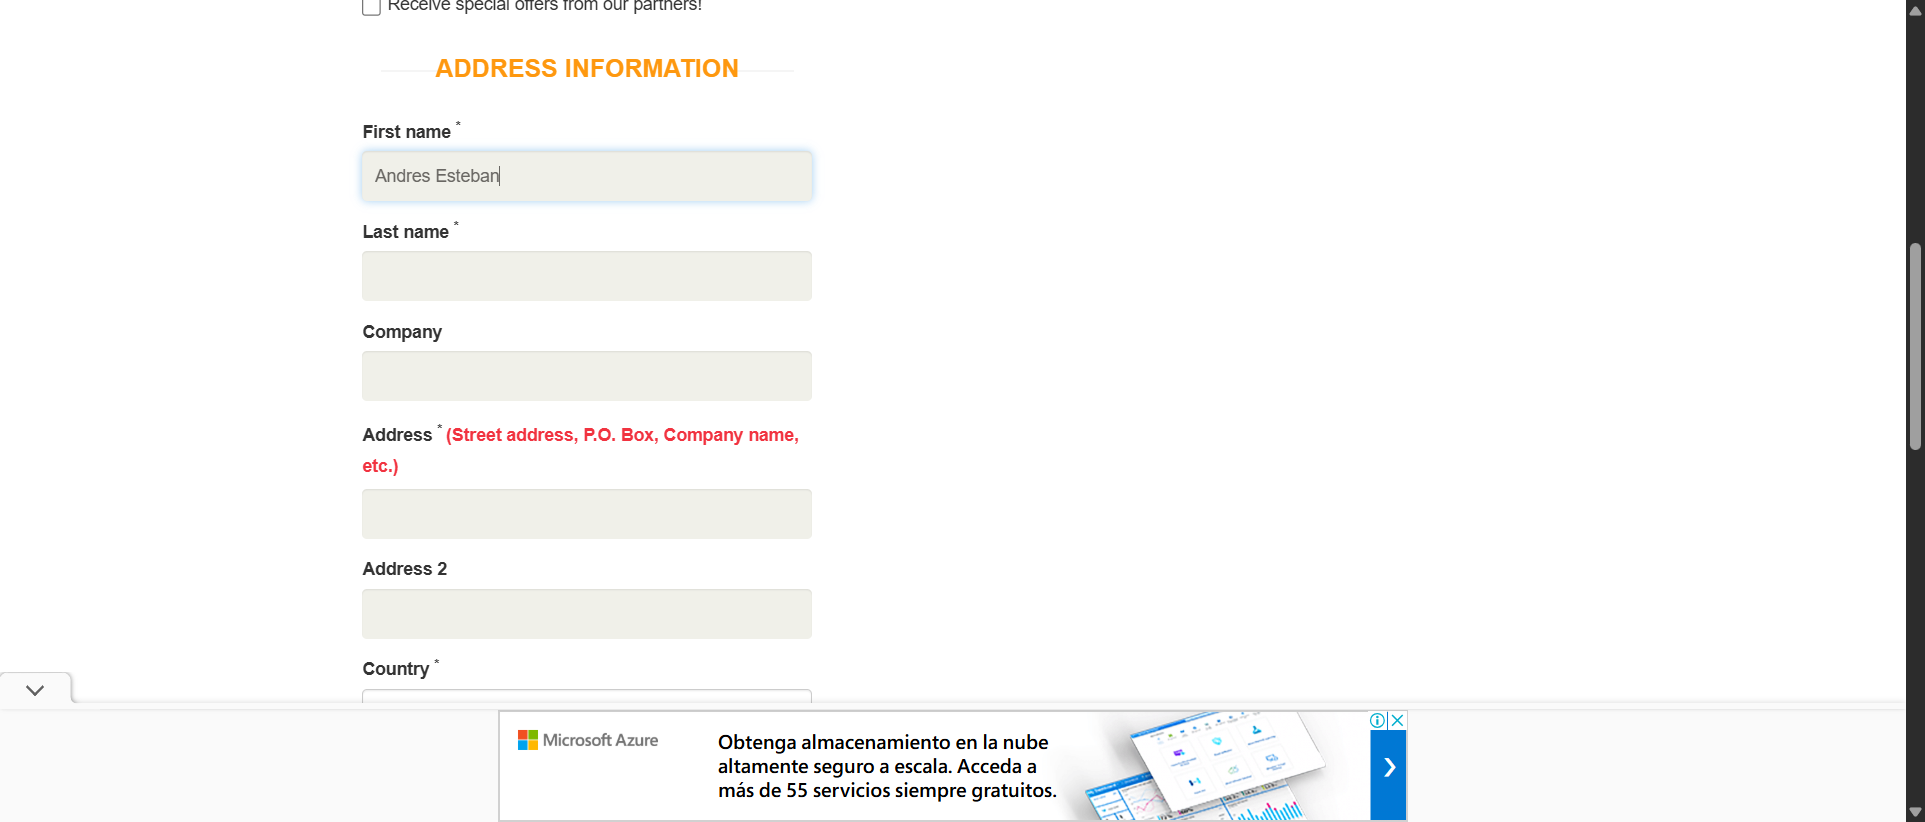 Receive special offers from our partners!
ADDRESS INFORMATION
First name *
Andres Esteban
Last name *
Company
Address * (Street address, P.O. Box, Company name,
etc.)
Address 2
Country *
Microsoft Azure
Obtenga almacenamiento en la nube
altamente seguro a escala. Acceda a
más de 55 servicios siempre gratuitos.